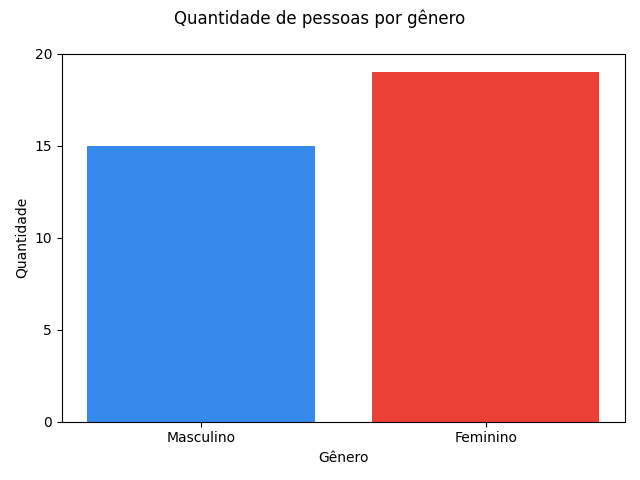 Quantidade de pessoas por gênero
20
15
10
5
0
Quantidade
Masculino
Feminino
Gênero